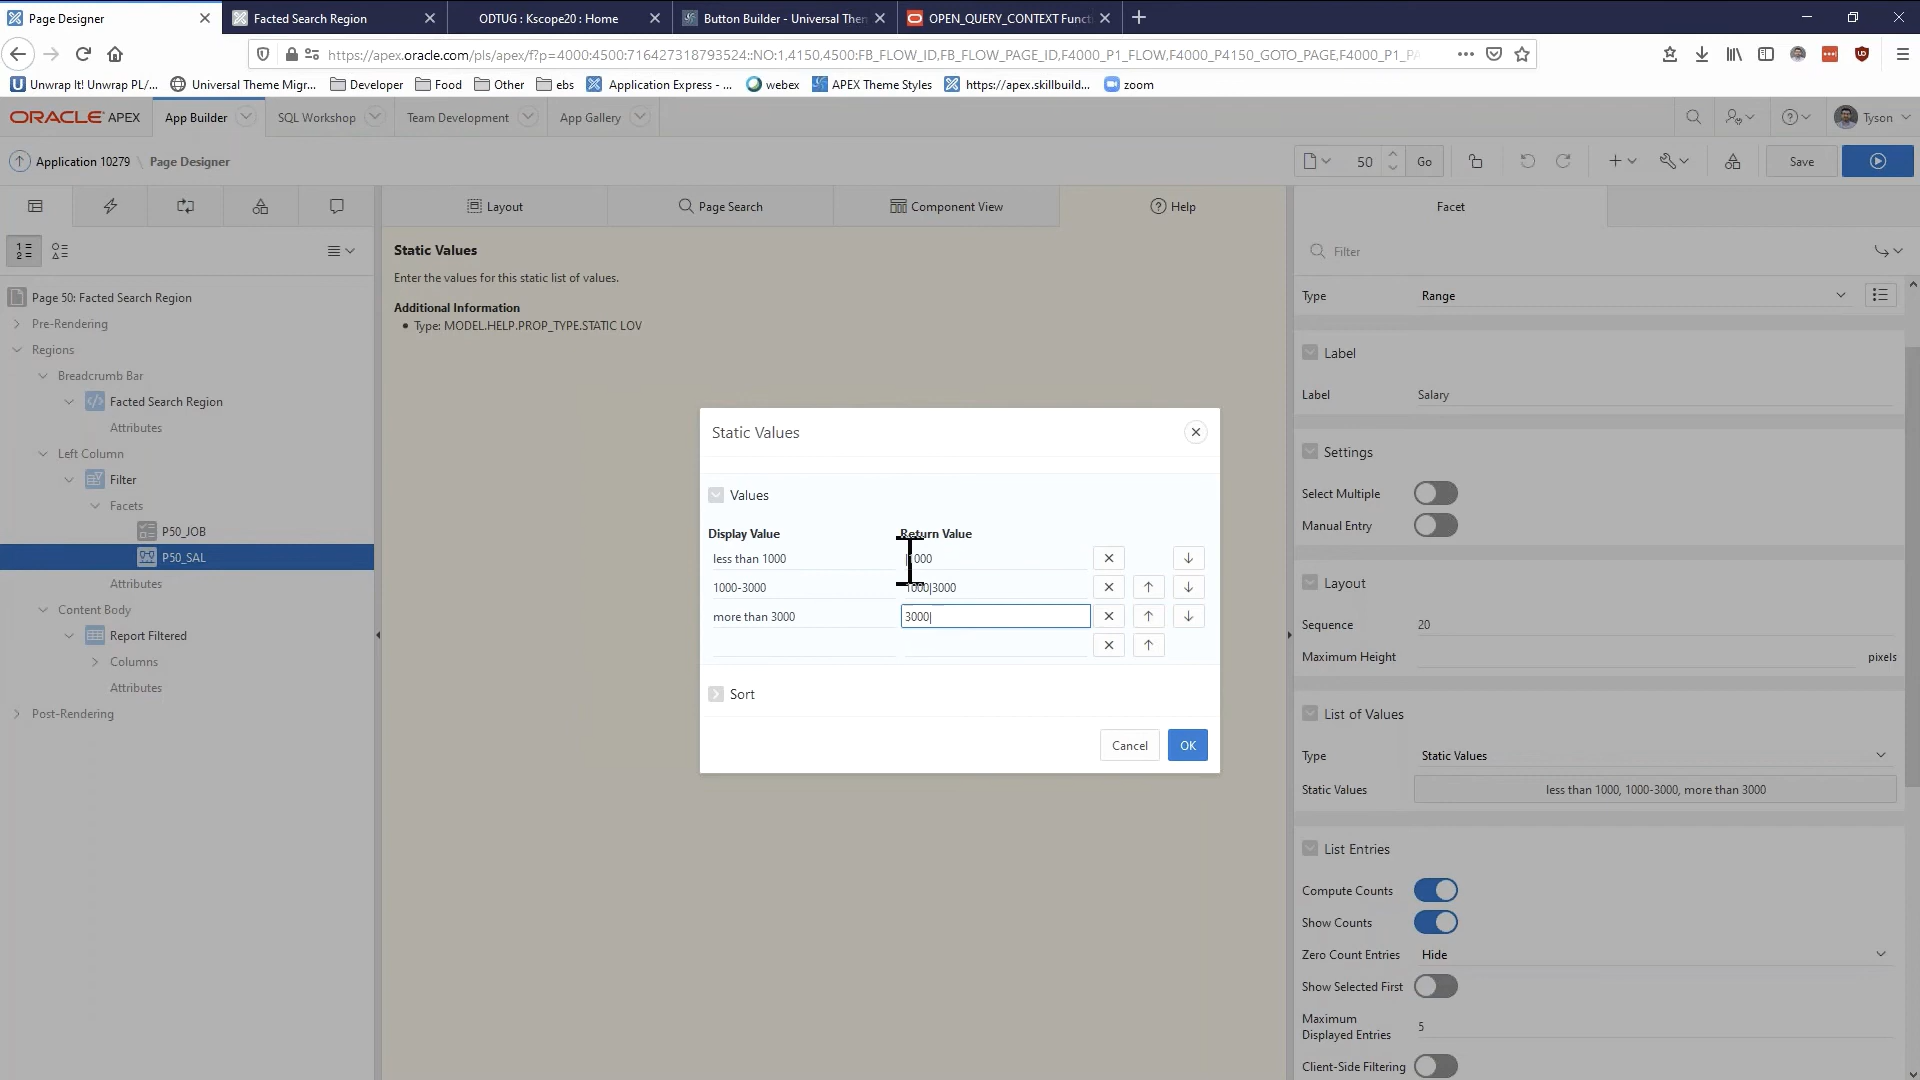 Page Designer
Facted Search Region
ODTUG : Kscope20 : Home
Button Builder - Universal Then
OPEN_QUERY_CONTEXT Functi
https://apex.oracle.com/pls/apex/f?p=4000:4500:716427318793524::NO:1,4150,4500:FB_FLOW_ID,FB_FLOW_PAGE_ID,F4000_P1_FLOW,F4000_P4150_GOTO_PAGE,F4000_P1_PA
Unwrap It! Unwrap PL/...
Universal Theme Migr...
Developer
Food
Other
ebs
Application Express - ...
webex
APEX Theme Styles
https://apex.skillbuild...
zoom
ORACLE APEX
App Builder
SQL Workshop
Team Development
App Gallery
Tyson
Application 10279 \ Page Designer
50
Go
Save
Layout
Page Search
Component View
Help
Facet
Filter
Page 50: Facted Search Region
Pre-Rendering
Regions
Breadcrumb Bar
Facted Search Region
Attributes
Left Column
Filter
Facets
P50_JOB
P50_SAL
Attributes
Content Body
Report Filtered
Columns
Attributes
Post-Rendering
Static Values
Enter the values for this static list of values.
Additional Information
• Type: MODEL.HELP.PROP_TYPE.STATIC LOV
Static Values
Values
Display Value Return Value
less than 1000 |1000
1000-3000 1000|3000
more than 3000 3000|
Sort
Cancel
OK
Type Range
Label
Label Salary
Settings
Select Multiple
Manual Entry
Layout
Sequence 20
Maximum Height pixels
List of Values
Type Static Values
Static Values less than 1000, 1000-3000, more than 3000
List Entries
Compute Counts
Show Counts
Zero Count Entries Hide
Show Selected First
Maximum
Displayed Entries 5
Client-Side Filtering